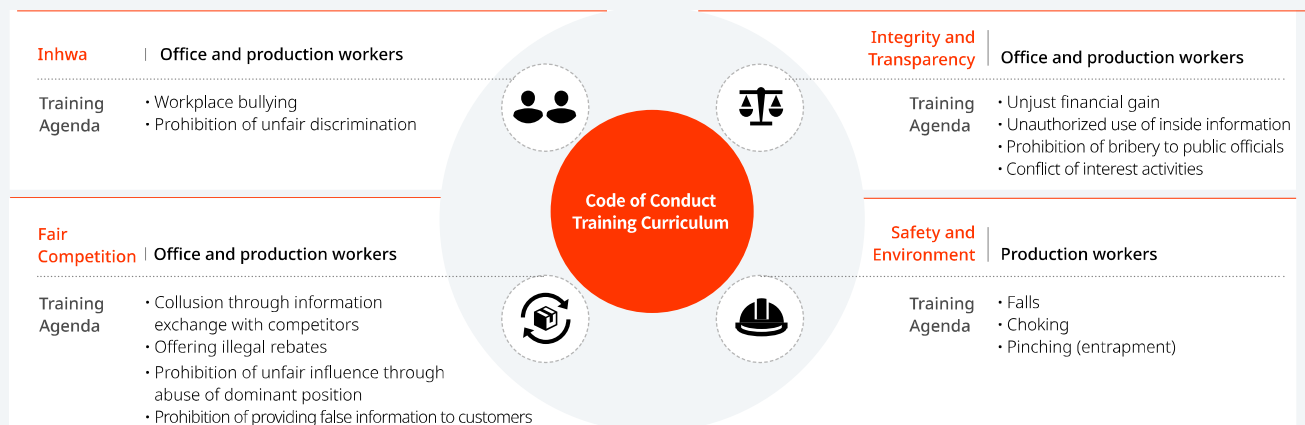 Inhwa
Office and production workers
Training
Agenda
• Workplace bullying
• Prohibition of unfair discrimination
Integrity and
Transparency
Office and production workers
Training
Agenda
• Unjust financial gain
• Unauthorized use of inside information
• Prohibition of bribery to public officials
• Conflict of interest activities
Code of Conduct
Training Curriculum
Fair
Competition
Office and production workers
Training
Agenda
• Collusion through information
exchange with competitors
• Offering illegal rebates
• Prohibition of unfair influence through
abuse of dominant position
• Prohibition of providing false information to customers
Safety and
Environment
Production workers
Training
Agenda
• Falls
• Choking
• Pinching (entrapment)